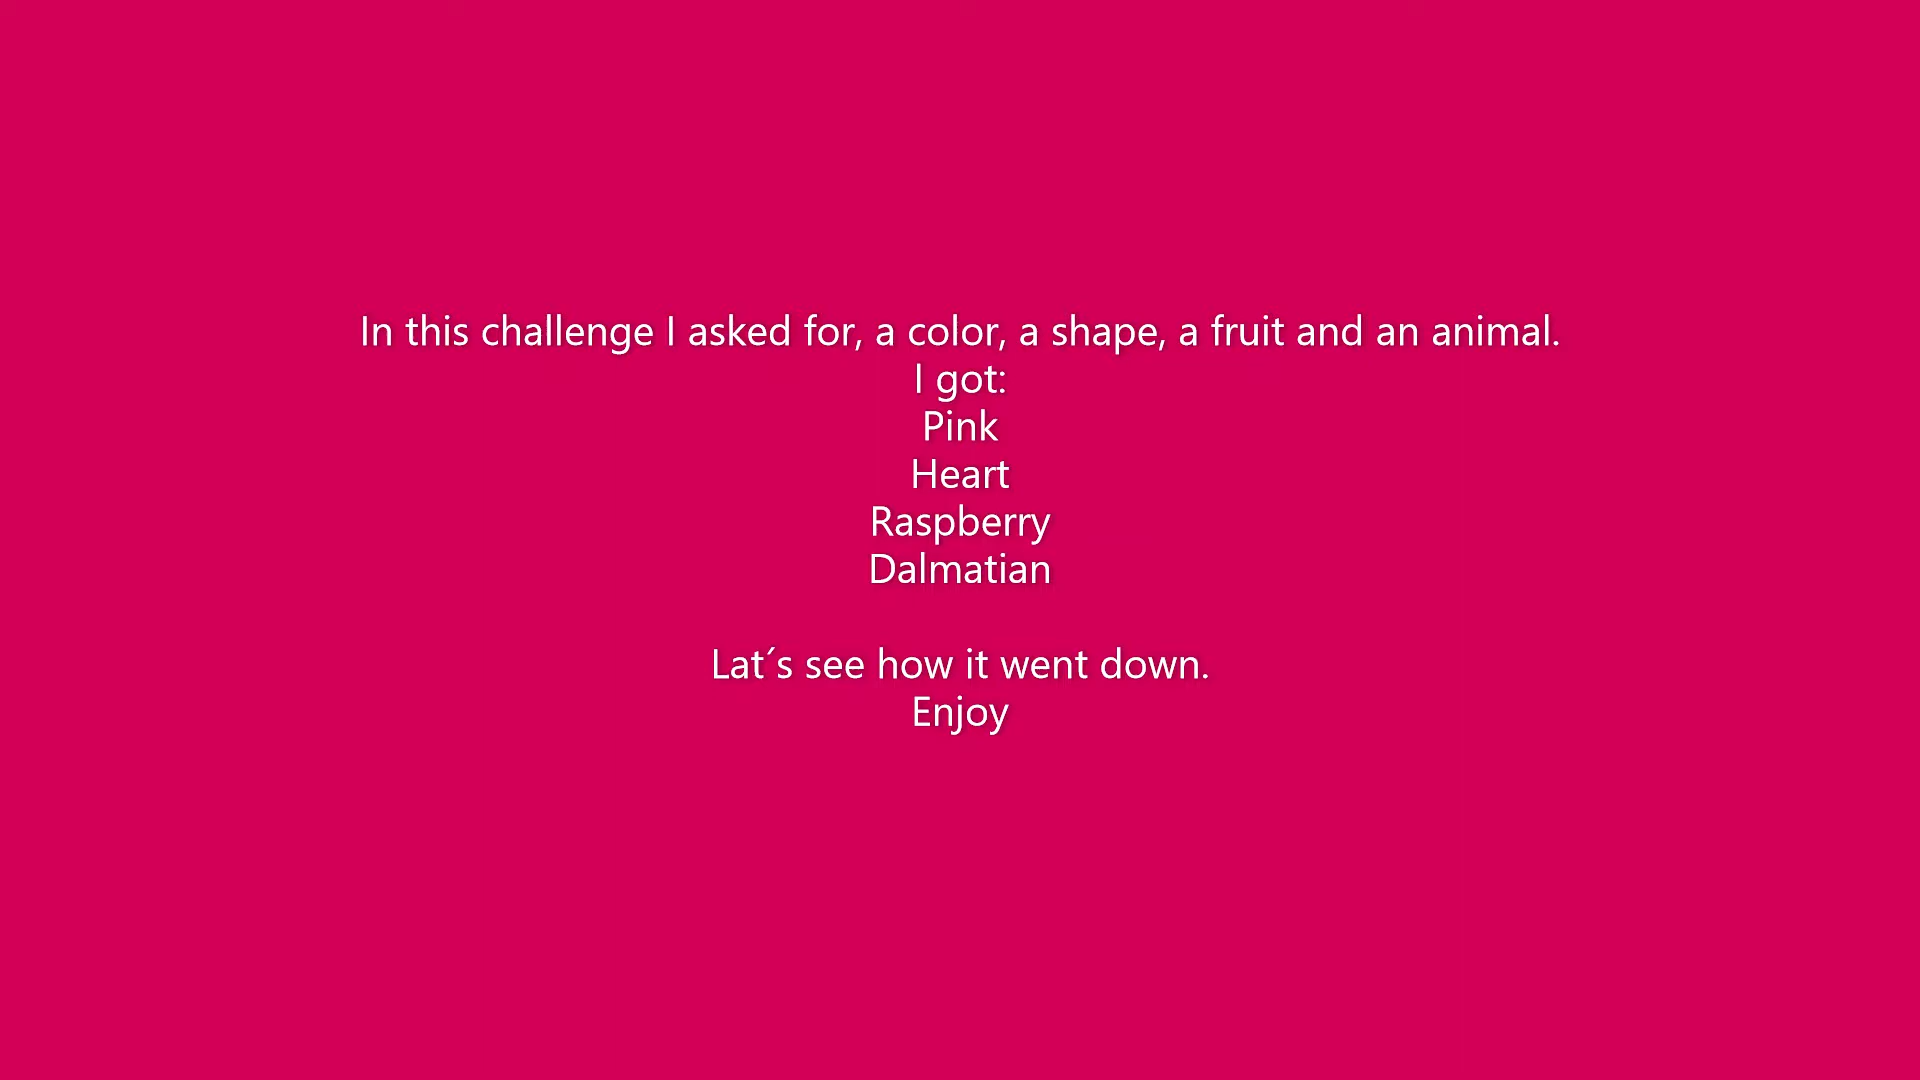 In this challenge I asked for, a color, a shape, a fruit and an animal.
I got:
Pink
Heart
Raspberry
Dalmatian
Lat´s see how it went down.
Enjoy